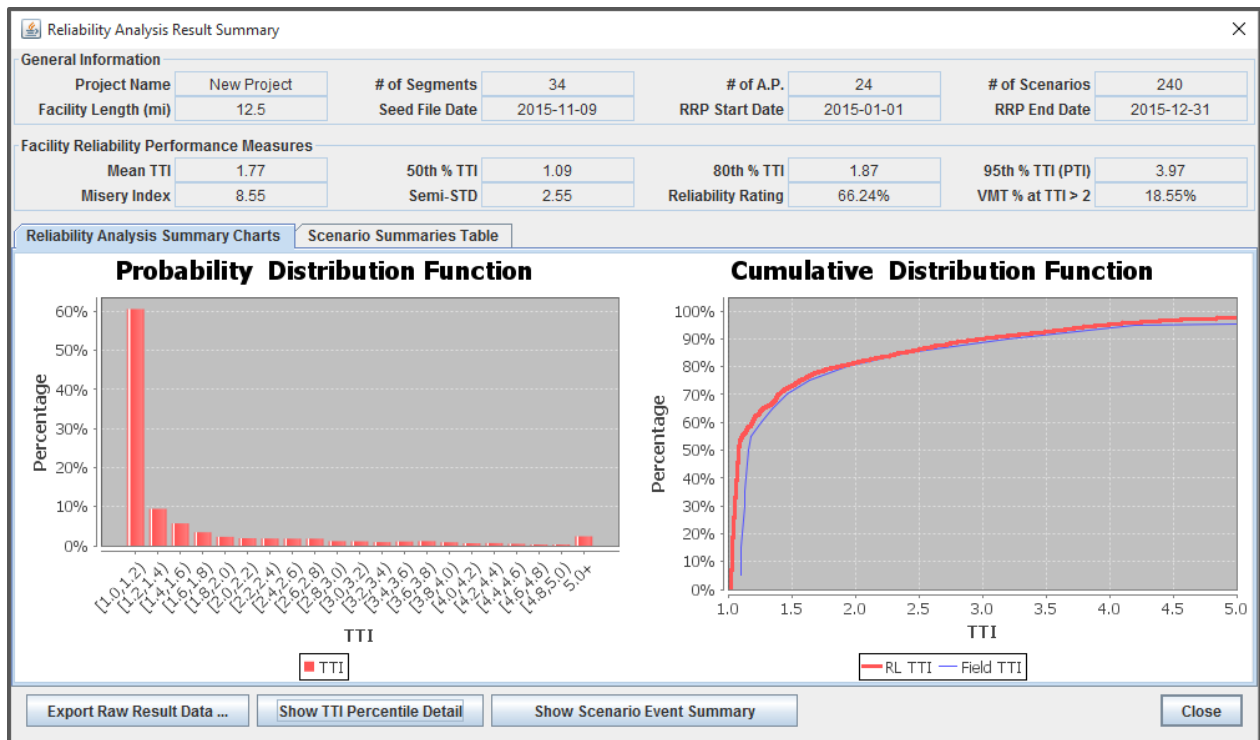 Reliability Analysis Result Summary
General Information
Project Name New Project # of Segments 34 # of A.P. 24 # of Scenarios 240
Facility Length (mi) 12.5 Seed File Date 2015-11-09 RRP Start Date 2015-01-01 RRP End Date 2015-12-31
Facility Reliability Performance Measures
Mean TTI 1.77 50th % TTI 1.09 80th % TTI 1.87 95th % TTI (PTI) 3.97
Misery Index 8.55 Semi-STD 2.55 Reliability Rating 66.24% VMT % at TTI > 2 18.55%
Reliability Analysis Summary Charts Scenario Summaries Table
Probability Distribution Function
Percentage
60%
50%
40%
30%
20%
10%
0%
[1.0,1.2) [1.2,1.4) [1.4,1.6) [1.6,1.8) [1.8,2.0) [2.0,2.2) [2.2,2.4) [2.4,2.6) [2.6,2.8) [2.8,3.0) [3.0,3.2) [3.2,3.4) [3.4,3.6) [3.6,3.8) [3.8,4.0) [4.0,4.2) [4.2,4.4) [4.4,4.6) [4.6,4.8) [4.8,5.0) 5.0+
TTI
TTI
Cumulative Distribution Function
Percentage
100%
90%
80%
70%
60%
50%
40%
30%
20%
10%
0%
1.0 1.5 2.0 2.5 3.0 3.5 4.0 4.5 5.0
TTI
RL TTI Field TTI
Export Raw Result Data ... Show TTI Percentile Detail Show Scenario Event Summary Close